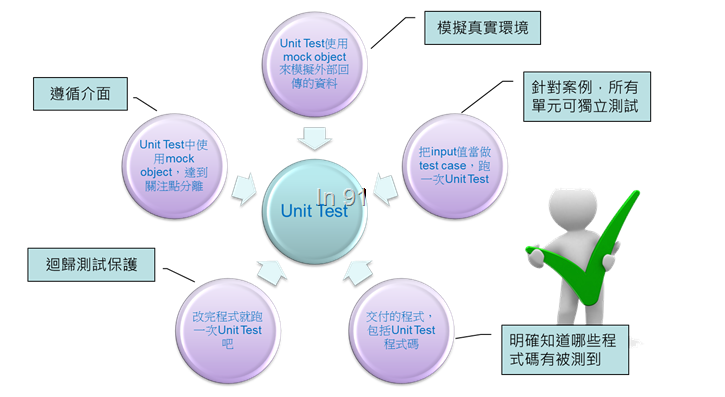 Unit Test使用
mock object
來模擬外部回
傳的資料
模擬真實環境
遵循介面
Unit Test中使
用mock
object，達到
關注點分離
把input值當做
test case，跑
一次Unit Test
針對案例，所有
單元可獨立測試
Unit Test
In 91
迴歸測試保護
改完程式就跑
一次Unit Test
吧
交付的程式，
包括Unit Test
程式碼
明確知道哪些程
式碼有被測到